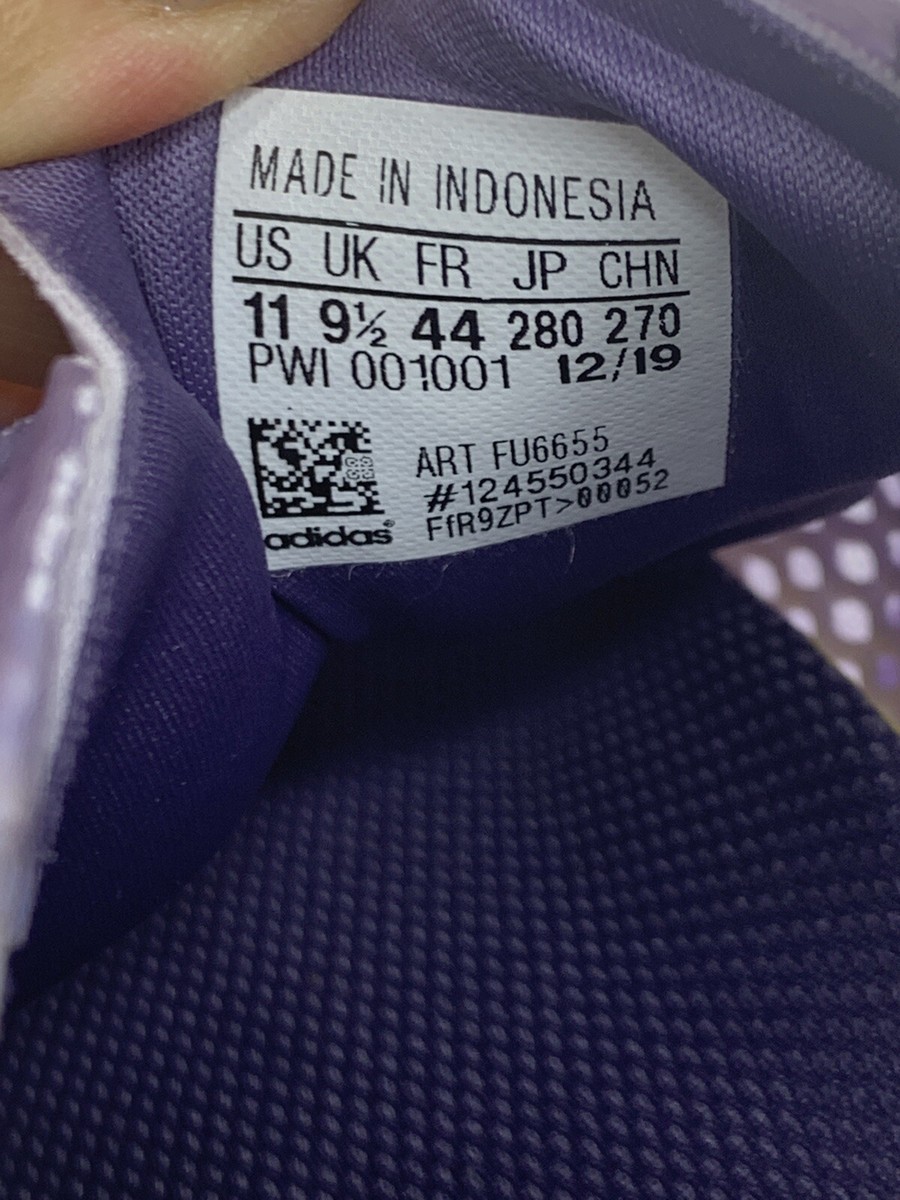 MADE IN INDONESIA
US UK FR JP CHN
11 9½ 44 280 270
PWI 001001 12/19
ART FU6655
#124550344
FfR9ZPT>00052
adidas®